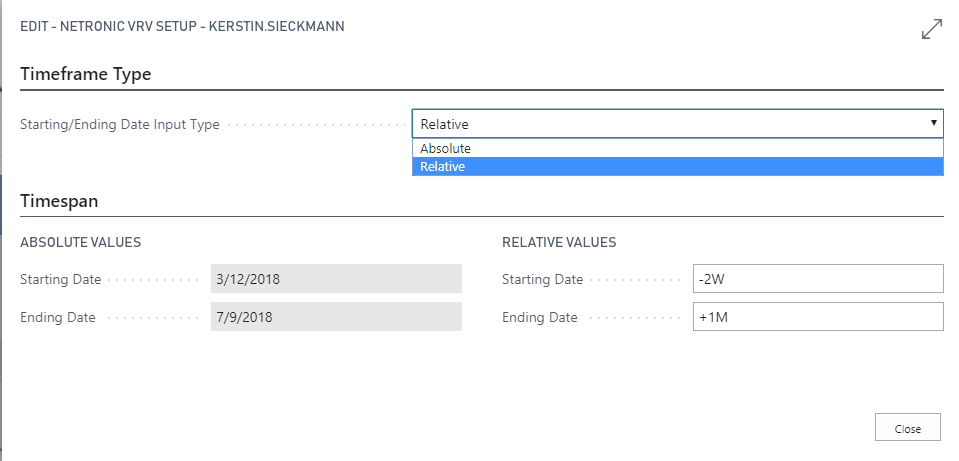 EDIT - NETRONIC VRV SETUP - KERSTIN.SIECKMANN
Timeframe Type
Starting/Ending Date Input Type Relative
Absolute
Relative
Timespan
ABSOLUTE VALUES
Starting Date 3/12/2018
Ending Date 7/9/2018
RELATIVE VALUES
Starting Date -2W
Ending Date +1M
Close